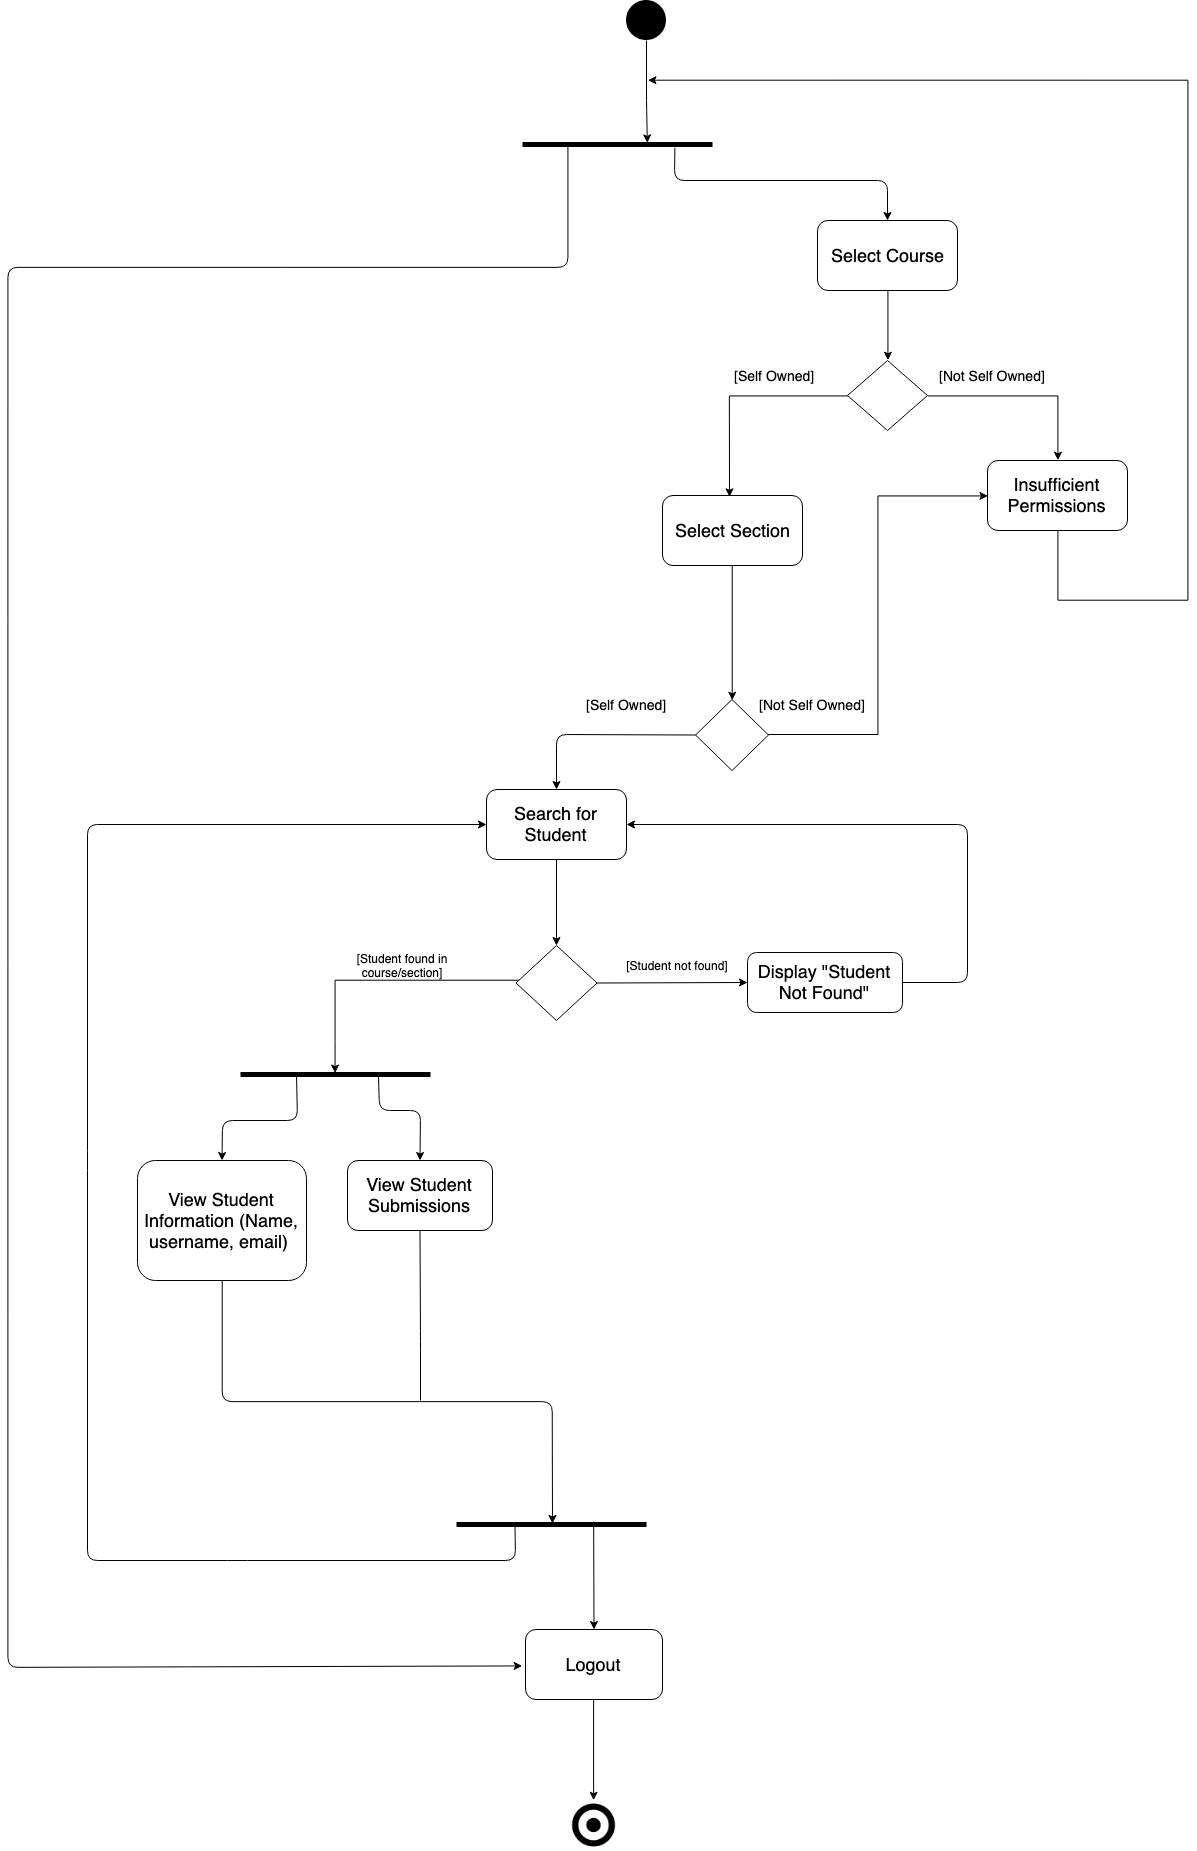 Select Course
[Self Owned]
[Not Self Owned]
Insufficient
Permissions
Select Section
[Self Owned]
[Not Self Owned]
Search for
Student
[Student found in
course/section]
[Student not found]
Display "Student
Not Found"
View Student
Information (Name,
username, email)
View Student
Submissions
Logout